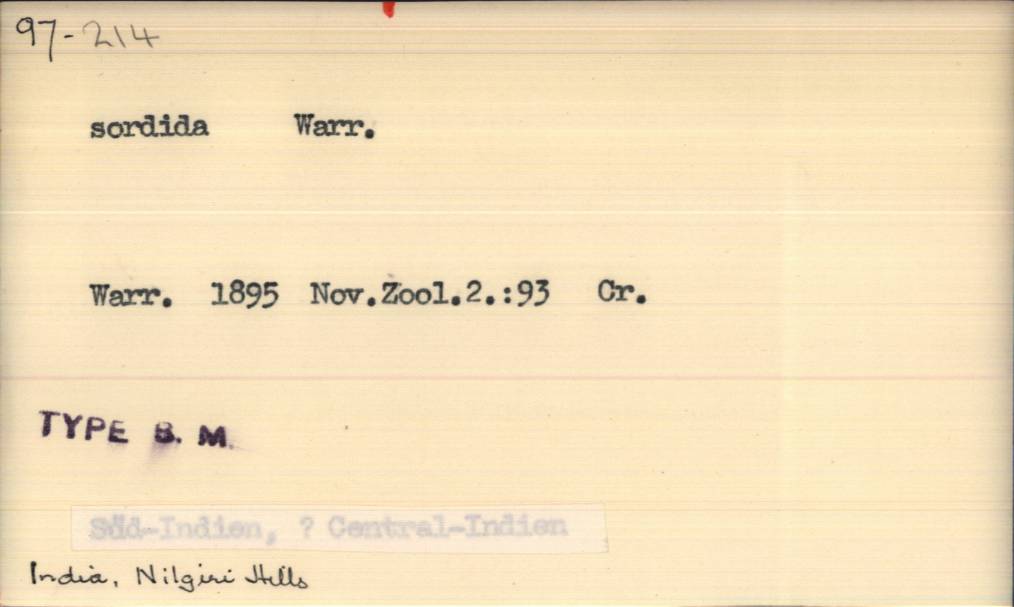 97-214
sordida Warr.
Warr. 1895 Nov.Zool.2.:93 Cr.
TYPE B. M.
Süd-Indien, ? Central-Indien
India, Nilgiri Hills